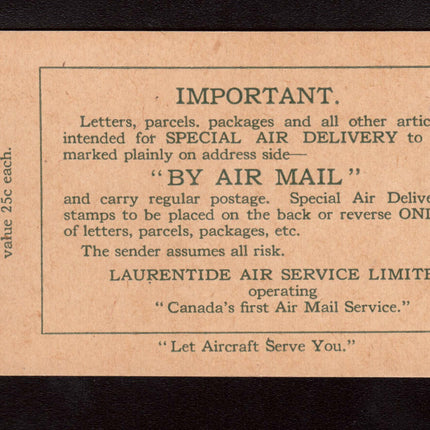 IMPORTANT.
Letters, parcels. packages and all other artic
intended for SPECIAL AIR DELIVERY to
marked plainly on address side—
"BY AIR MAIL"
and carry regular postage. Special Air Delive
stamps to be placed on the back or reverse ON
of letters, parcels, packages, etc.
The sender assumes all risk.
LAURENTIDE AIR SERVICE LIMITE
operating
"Canada's first Air Mail Service."
"Let Aircraft Serve You."
value 25c each.